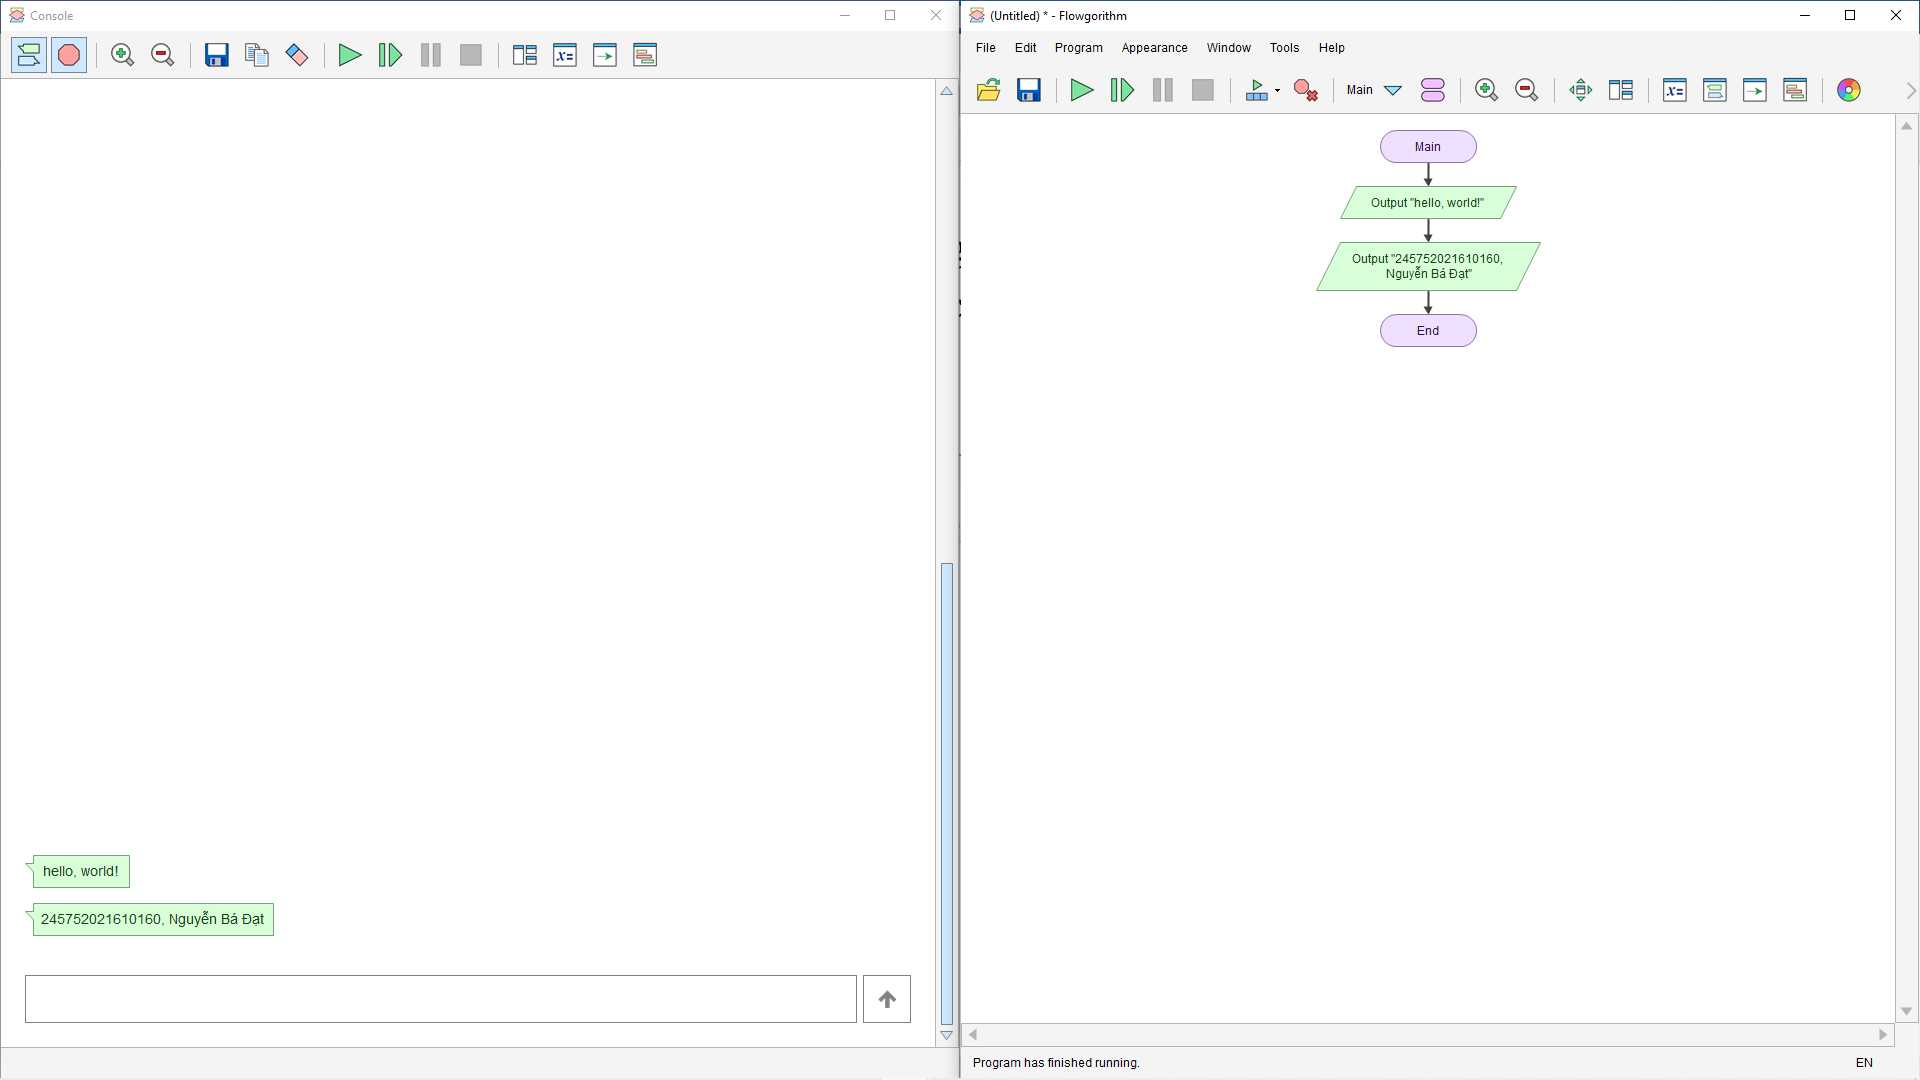 Console
x=
hello, world!
245752021610160, Nguyễn Bá Đạt
(Untitled) * - Flowgorithm
File Edit Program Appearance Window Tools Help
Main
x=
Main
Output "hello, world!"
Output "245752021610160,
Nguyễn Bá Đạt"
End
Program has finished running.
EN